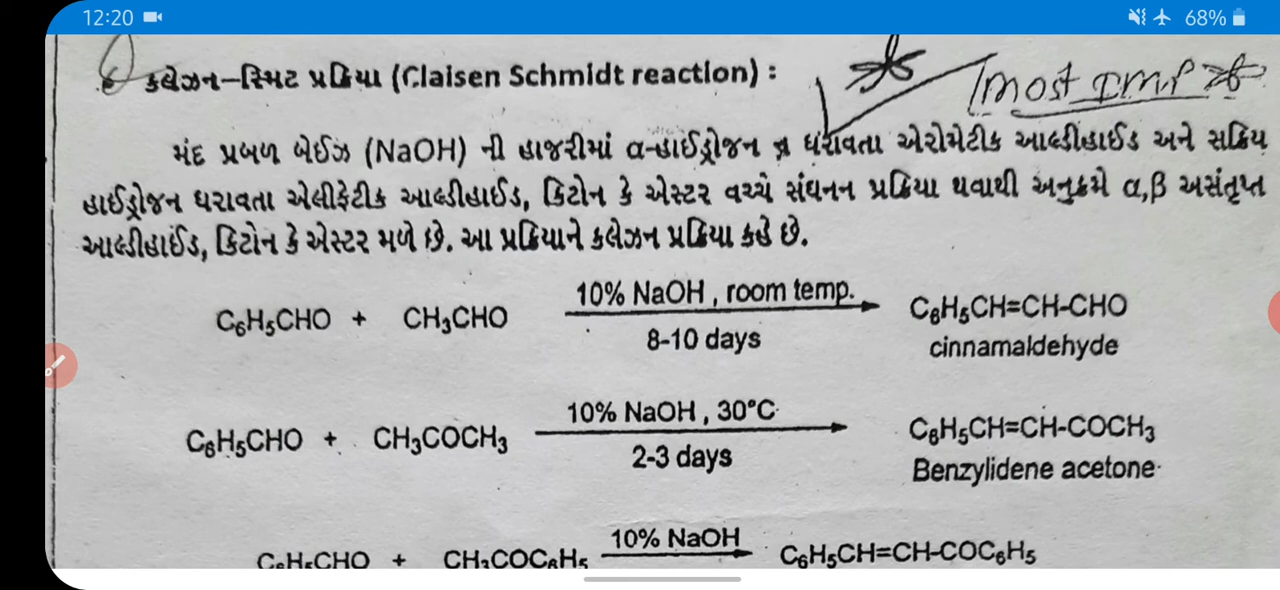 12:20
68%
કલેઝન–સ્મિટ પ્રક્રિયા (Claisen Schmidt reaction) :
most Imp
મંદ પ્રબળ બેઈઝ (NaOH) ની હાજરીમાં α-હાઈડ્રોજન ન ધરાવતા એરોમેટીક આલ્ડીહાઈડ અને સક્રિય
હાઈડ્રોજન ધરાવતા એલીફેટીક આલ્ડીહાઈડ, કિટોન કે એસ્ટર વચ્ચે સંઘનન પ્રક્રિયા થવાથી અનુક્રમે α,β અસંતૃપ્ત
આલ્ડીહાઈડ, કિટોન કે એસ્ટર મળે છે. આ પ્રક્રિયાને કલેઝન પ્રક્રિયા કહે છે.
C₆H₅CHO + CH₃CHO 10% NaOH , room temp. C₆H₅CH=CH-CHO
8-10 days cinnamaldehyde
C₆H₅CHO + CH₃COCH₃ 10% NaOH , 30°C C₆H₅CH=CH-COCH₃
2-3 days Benzylidene acetone
C₆H₅CHO + CH₃COC₆H₅ 10% NaOH C₆H₅CH=CH-COC₆H₅